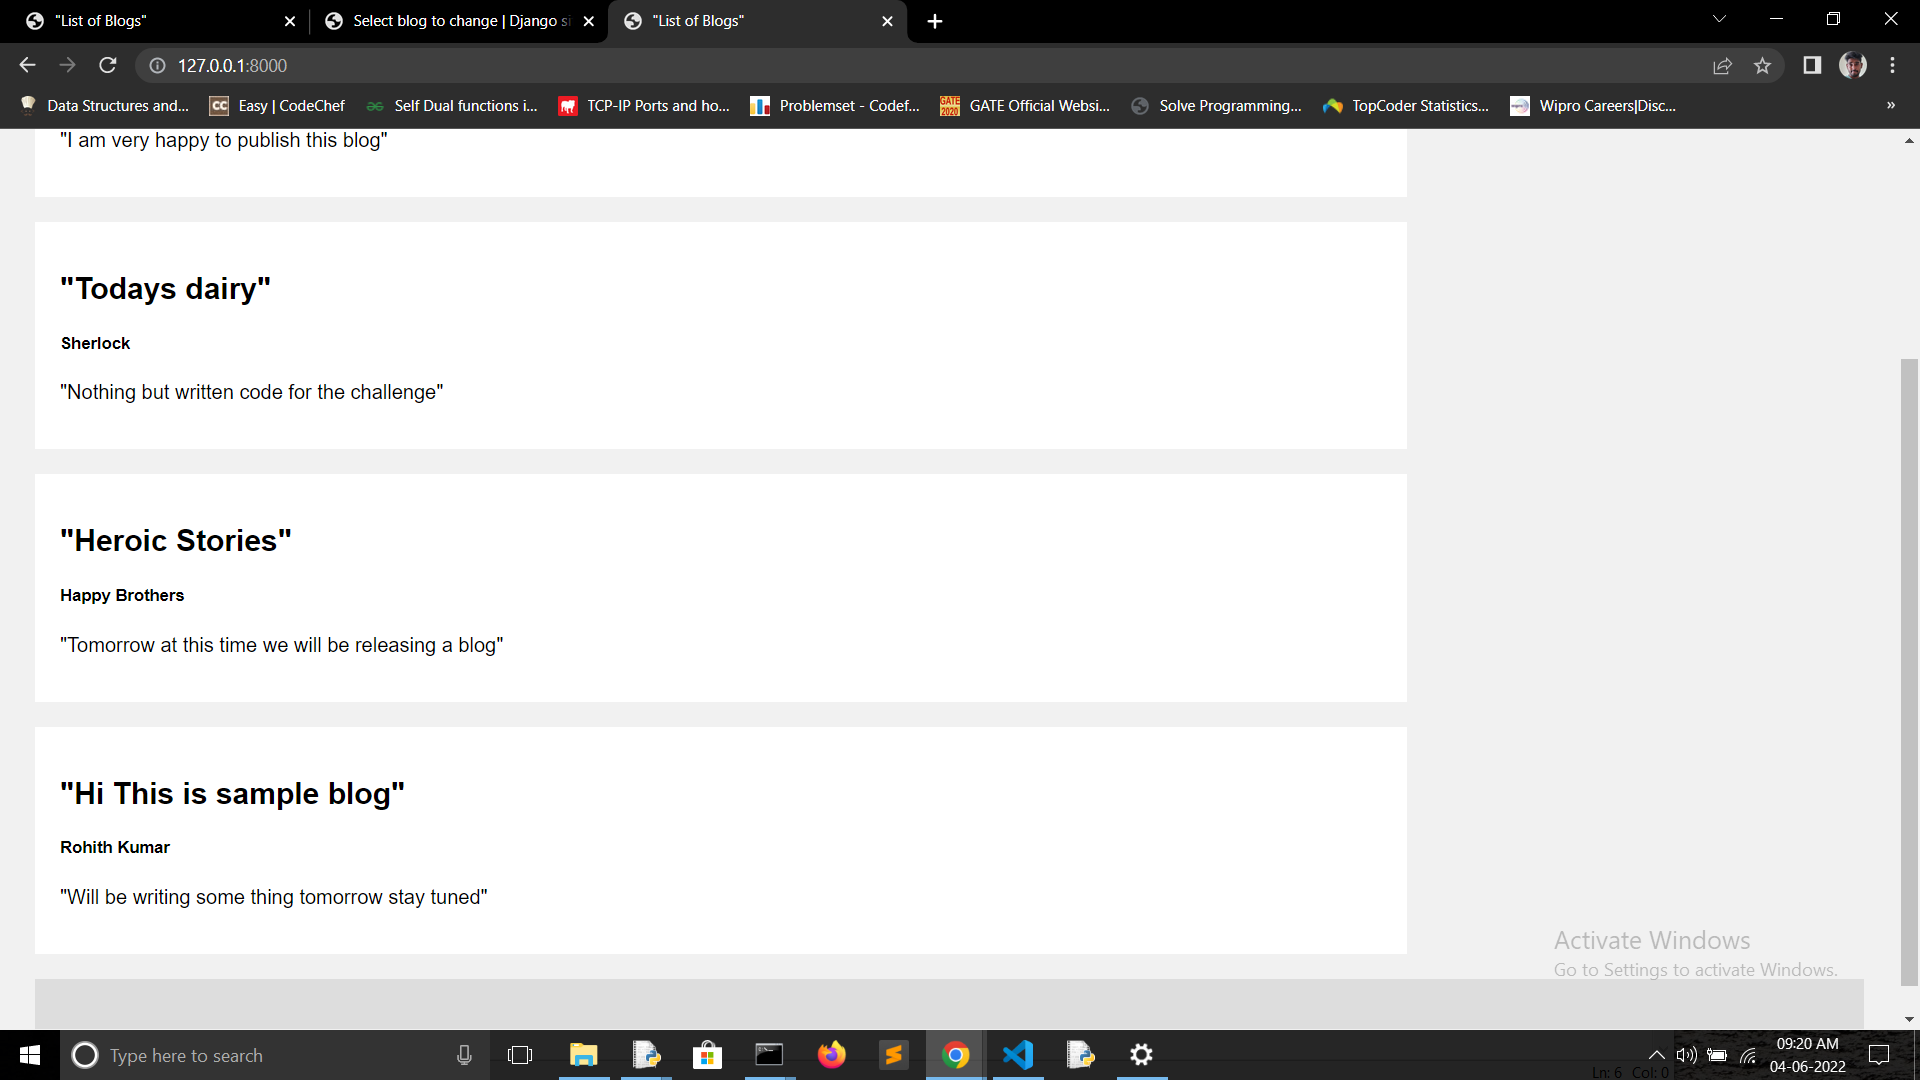 "List of Blogs"
Select blog to change | Django si
"List of Blogs"
127.0.0.1:8000
Data Structures and...
CC
Easy | CodeChef
Self Dual functions i...
TCP-IP Ports and ho...
Problemset - Codef...
GATE 2020
GATE Official Websi...
Solve Programming...
TopCoder Statistics...
Wipro Careers|Disc...
»
"I am very happy to publish this blog"
"Todays dairy"
Sherlock
"Nothing but written code for the challenge"
"Heroic Stories"
Happy Brothers
"Tomorrow at this time we will be releasing a blog"
"Hi This is sample blog"
Rohith Kumar
"Will be writing some thing tomorrow stay tuned"
Activate Windows
Go to Settings to activate Windows.
Type here to search
Ln: 6 Col: 0
09:20 AM
04-06-2022